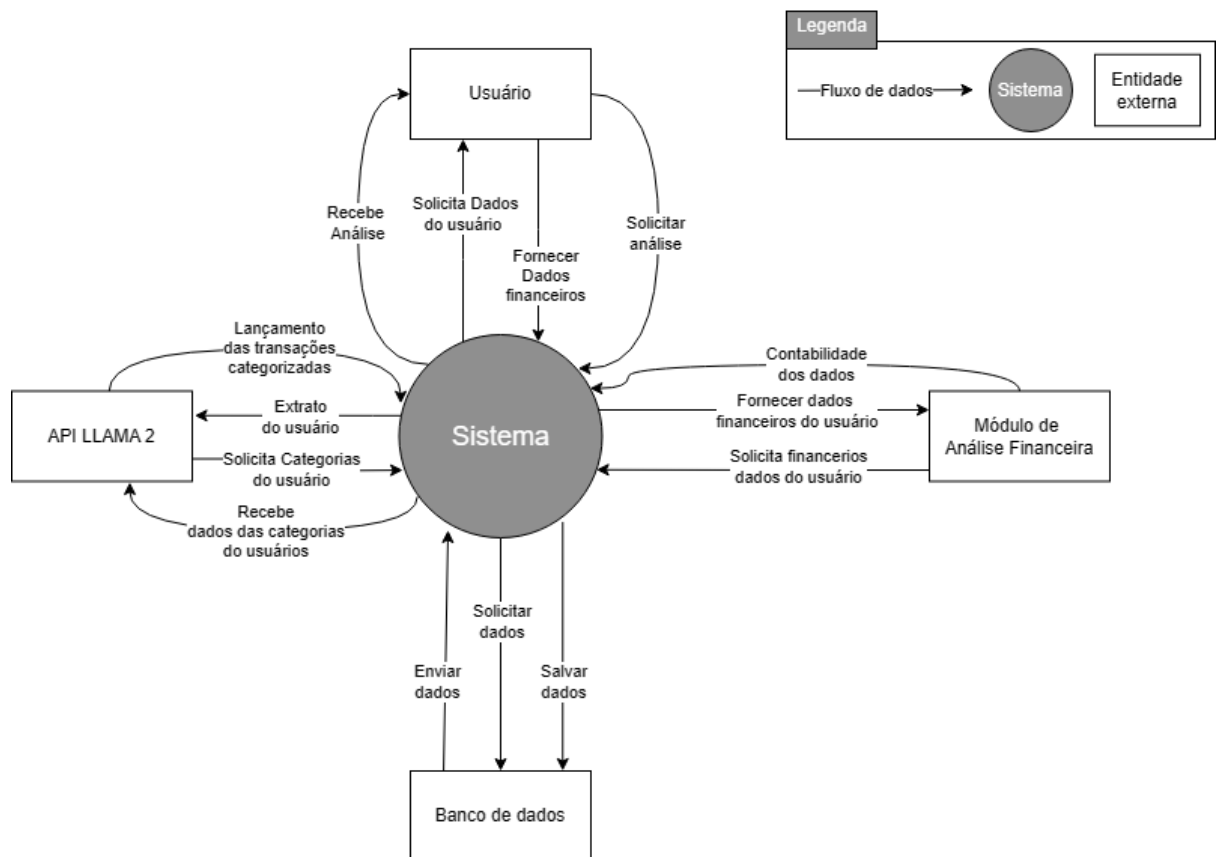 Legenda
Fluxo de dados
Sistema
Entidade
externa
Usuário
Recebe
Análise
Solicita Dados
do usuário
Fornecer
Dados
financeiros
Solicitar
análise
Lançamento
das transações
categorizadas
Extrato
do usuário
API LLAMA 2
Solicita Categorias
do usuário
Recebe
dados das categorias
do usuários
Sistema
Contabilidade
dos dados
Fornecer dados
financeiros do usuário
Módulo de
Análise Financeira
Solicita financerios
dados do usuário
Solicitar
dados
Enviar
dados
Salvar
dados
Banco de dados